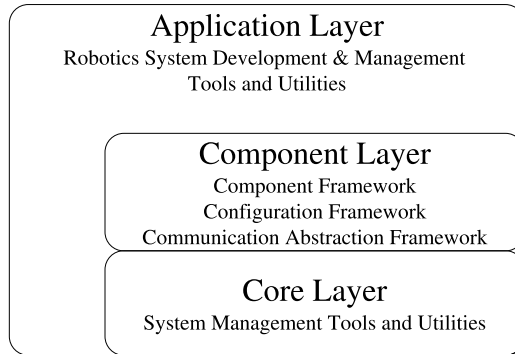 Application Layer
Robotics System Development & Management
Tools and Utilities
Component Layer
Component Framework
Configuration Framework
Communication Abstraction Framework
Core Layer
System Management Tools and Utilities